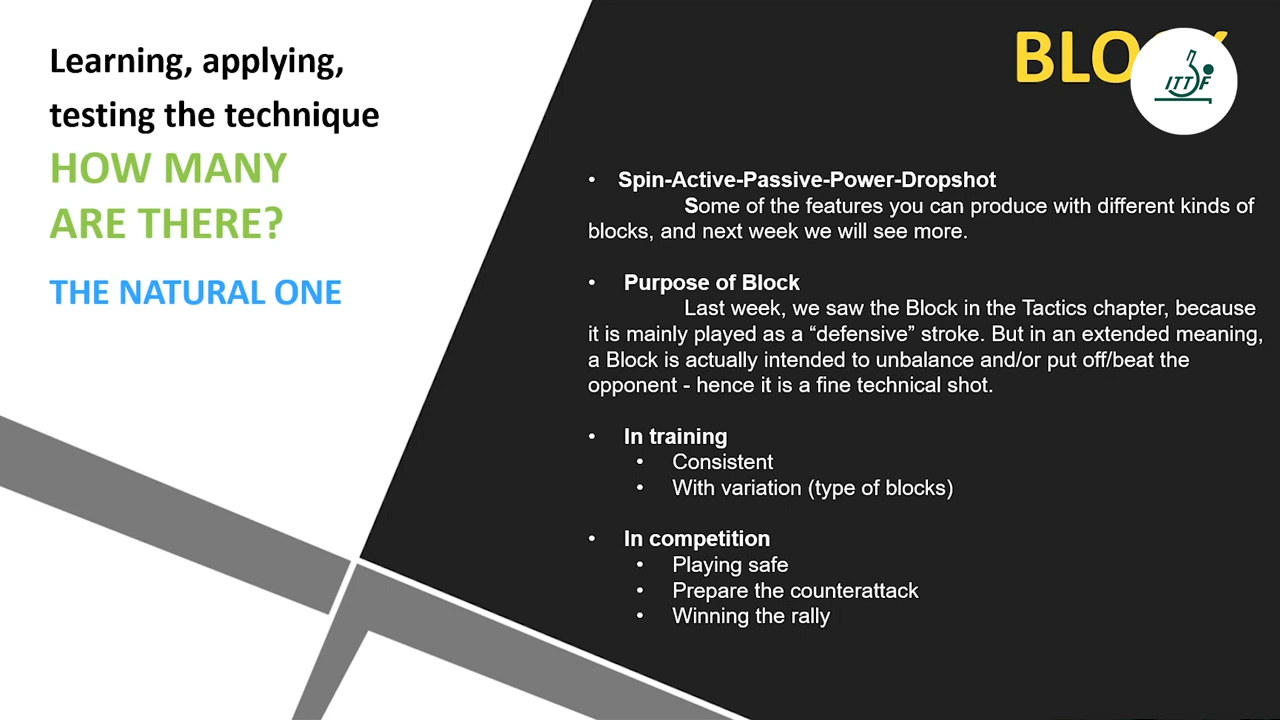 Learning, applying,
testing the technique
HOW MANY
ARE THERE?
THE NATURAL ONE
ITTF
• Spin-Active-Passive-Power-Dropshot
Some of the features you can produce with different kinds of
blocks, and next week we will see more.
• Purpose of Block
Last week, we saw the Block in the Tactics chapter, because
it is mainly played as a “defensive” stroke. But in an extended meaning,
a Block is actually intended to unbalance and/or put off/beat the
opponent - hence it is a fine technical shot.
• In training
• Consistent
• With variation (type of blocks)
• In competition
• Playing safe
• Prepare the counterattack
• Winning the rally